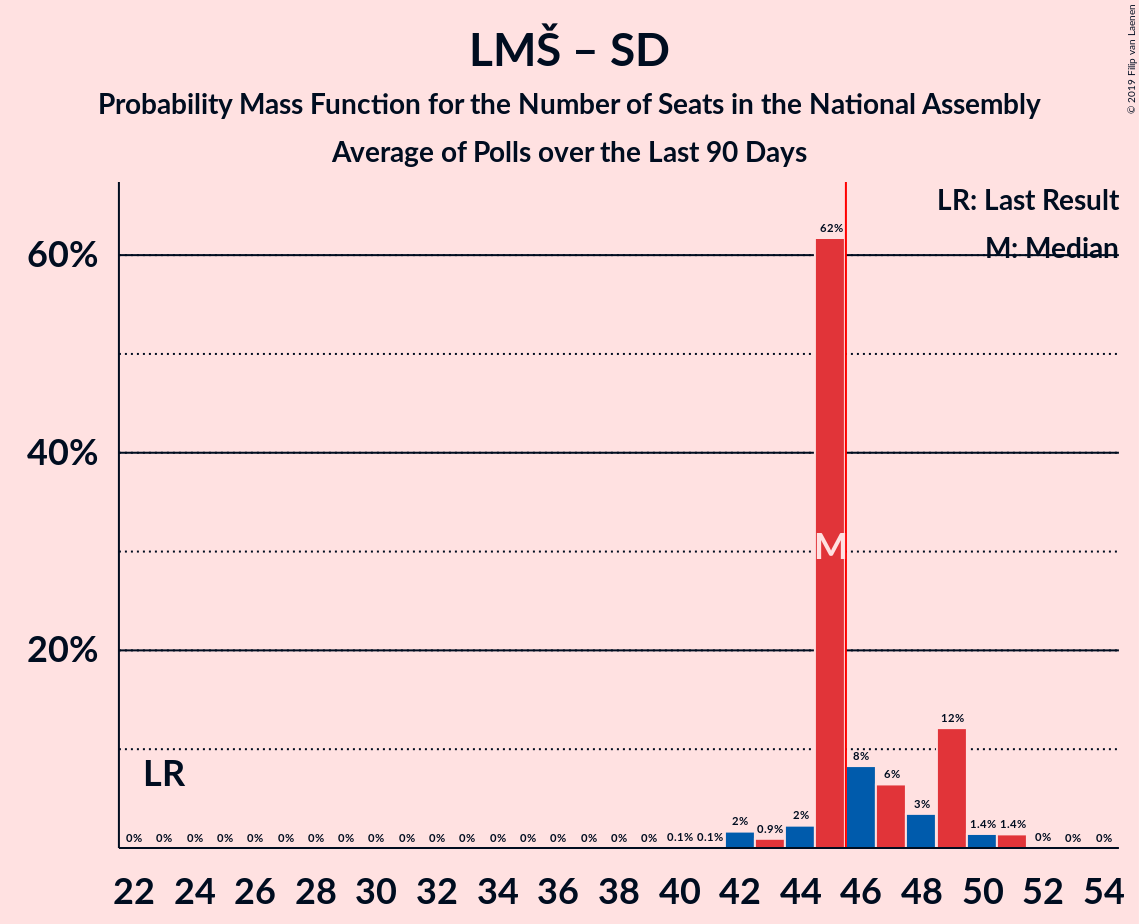 LMŠ – SD
Probability Mass Function for the Number of Seats in the National Assembly
Average of Polls over the Last 90 Days
© 2019 Filip van Laenen
LR: Last Result
M: Median
60%
40%
20%
62%
M
LR
0% 0% 0% 0% 0% 0% 0% 0% 0% 0% 0% 0% 0% 0% 0% 0% 0% 0% 0.1% 0.1% 2% 0.9% 2% 8% 6% 3% 12% 1.4% 1.4% 0% 0% 0%
22 24 26 28 30 32 34 36 38 40 42 44 46 48 50 52 54